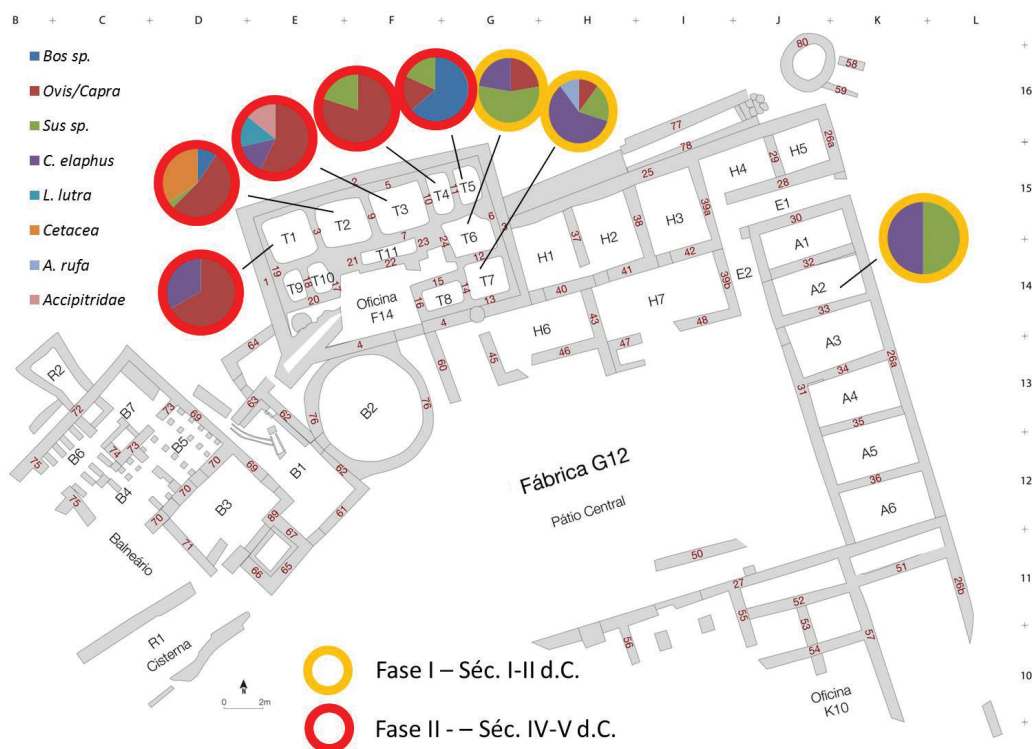 B + C + D + E + F + G + H + I + J + K + L
Bos sp.
Ovis/Capra
Sus sp.
C. elaphus
L. lutra
Cetacea
A. rufa
Accipitridae
80
58
59
16
77
78
26a
H5
29
H4
25
28
15
2
5
T5
11
T4
10
T3
9
T2
3
T1
6
3
T6
7
23
24
T11
22
21
12
19
1
18
T10
T9
17
20
Oficina
F14
15
14
T7
T8
16
13
4
4
H1
37
H2
38
H3
39a
E1
30
A1
32
E2
A2
14
33
40
41
42
39b
H7
H6
43
48
47
46
45
60
A3
26a
34
31
A4
13
35
A5
36
A6
12
64
R2
72
B7
73
69
63
62
76
B2
76
B6
74
73
B5
75
70
69
B1
62
B4
70
75
B3
61
70
89
67
71
66
65
Balneário
Fábrica G12
Pátio Central
50
27
51
26b
11
52
55
53
56
54
57
R1
Cisterna
N
0 2m
Oficina
K10
10
Fase I – Séc. I-II d.C.
Fase II - – Séc. IV-V d.C.